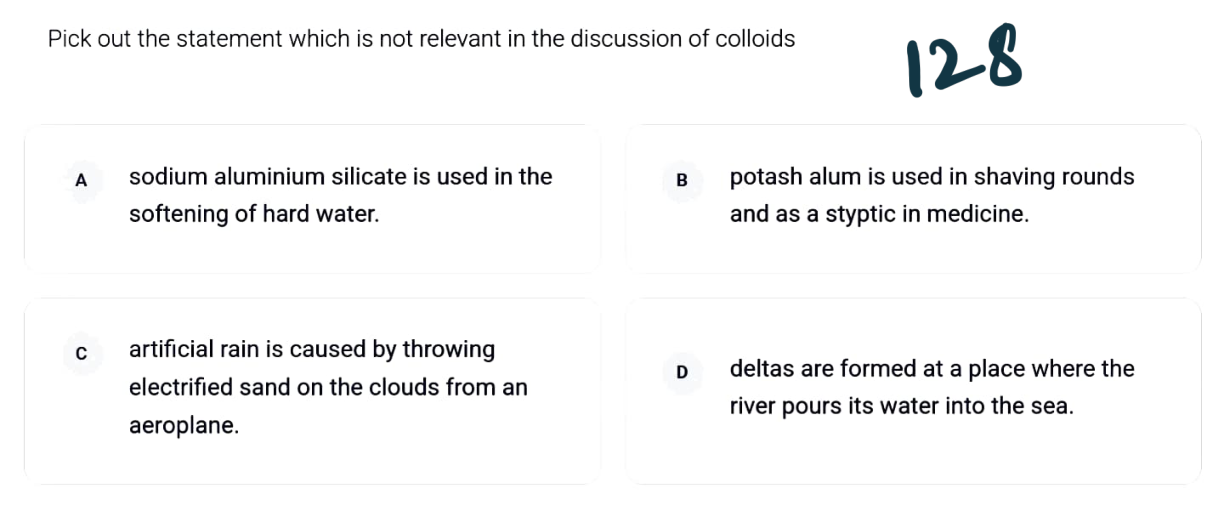 Pick out the statement which is not relevant in the discussion of colloids
128
A
sodium aluminium silicate is used in the
softening of hard water.
B
potash alum is used in shaving rounds
and as a styptic in medicine.
C
artificial rain is caused by throwing
electrified sand on the clouds from an
aeroplane.
D
deltas are formed at a place where the
river pours its water into the sea.